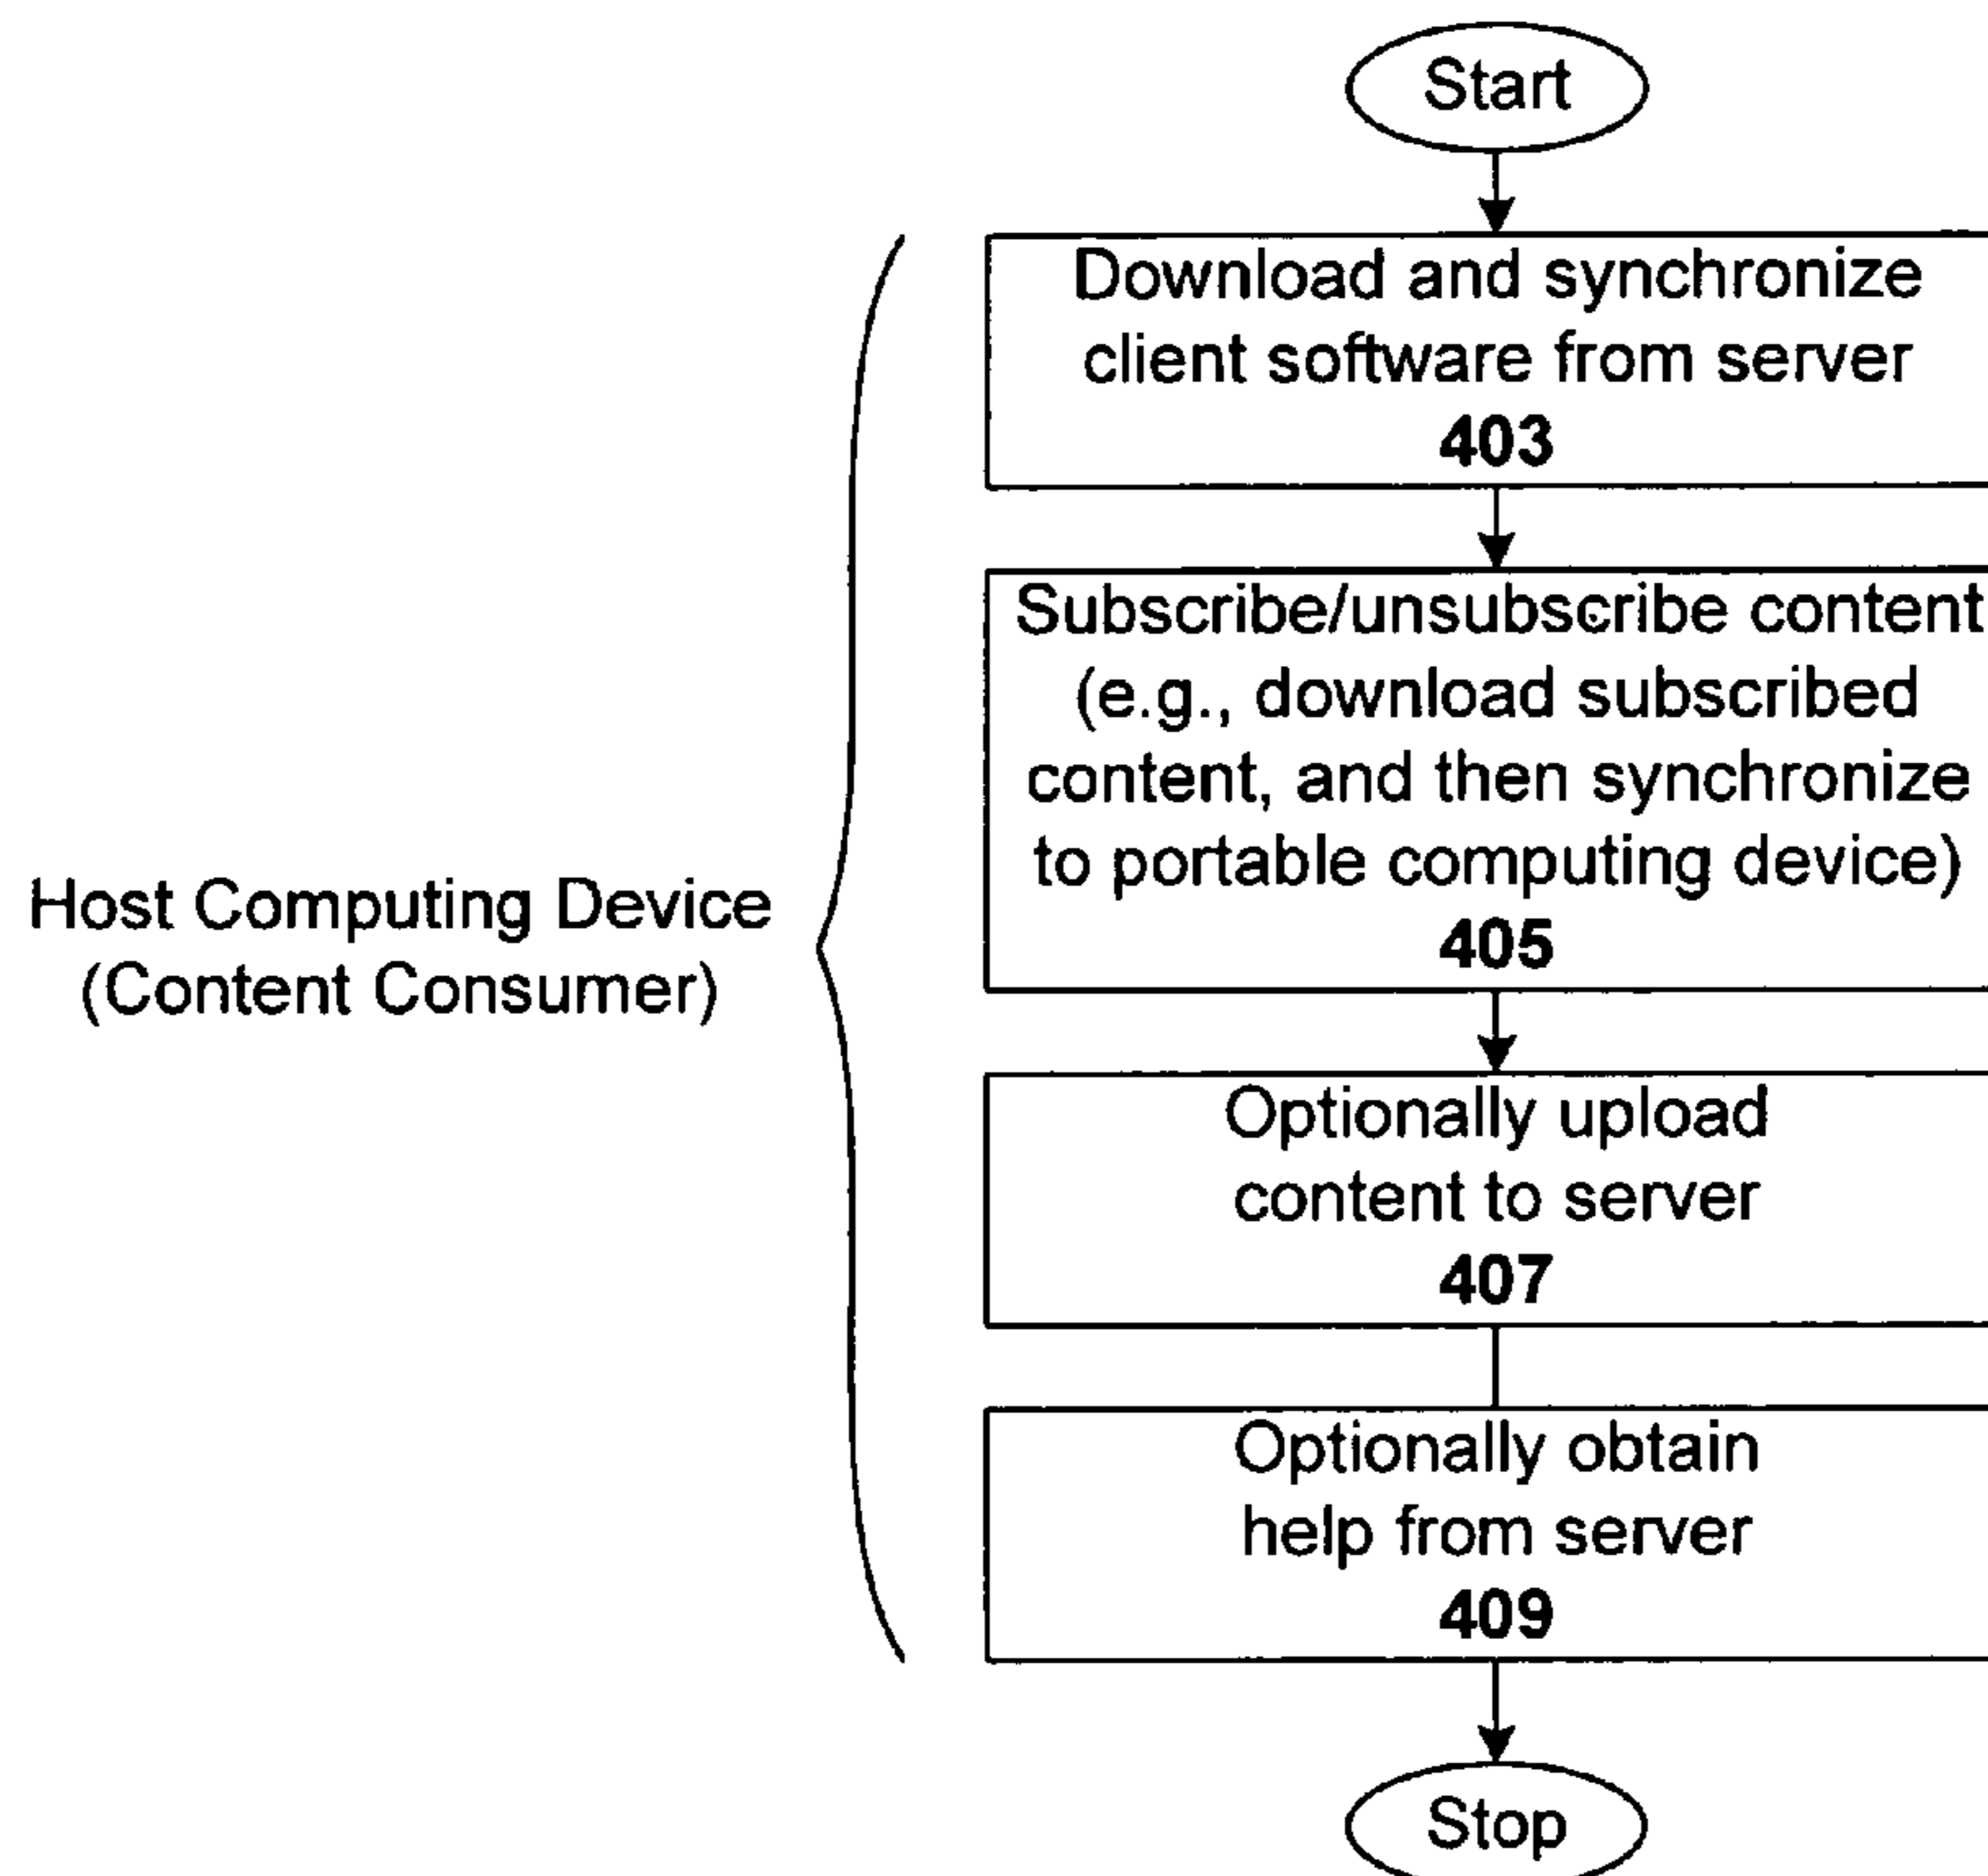 Start
Download and synchronize
client software from server
403
Subscribe/unsubscribe content
(e.g., download subscribed
content, and then synchronize
to portable computing device)
405
Host Computing Device
(Content Consumer)
Optionally upload
content to server
407
Optionally obtain
help from server
409
Stop